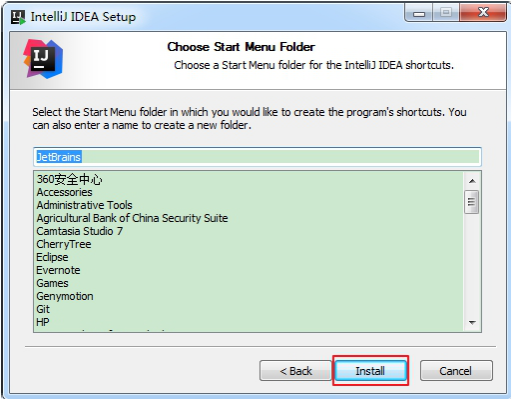 IntelliJ IDEA Setup
IJ
Choose Start Menu Folder
Choose a Start Menu folder for the IntelliJ IDEA shortcuts.
Select the Start Menu folder in which you would like to create the program's shortcuts. You
can also enter a name to create a new folder.
JetBrains
360安全中心
Accessories
Administrative Tools
Agricultural Bank of China Security Suite
Camtasia Studio 7
CherryTree
Eclipse
Evernote
Games
Genymotion
Git
HP
< Back
Install
Cancel